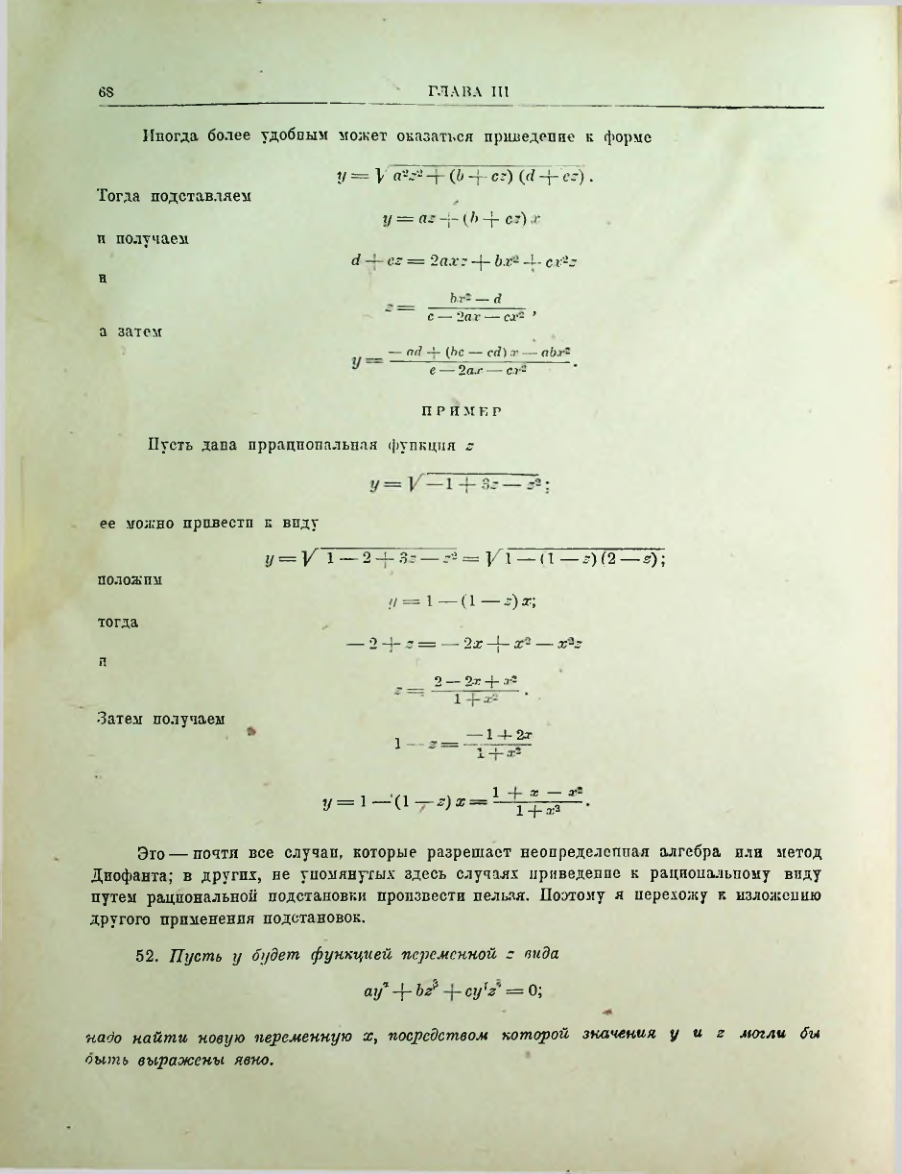 68 ГЛАВА III
Иногда более удобным может оказаться приведение к форме
y = √a²z² + (b + cz) (d + ez) .
Тогда подставляем
y = az + (b + cz) x
и получаем
d + ez = 2axz + bx² + cx²z
и
z = (bx² — d) / (e — 2ax — cx²) ,
а затем
y = (— ad + (be — cd) x — abx²) / (e — 2ax — cx²) .
ПРИМЕР
Пусть дана иррациональная функция z
y = √—1 + 3z — z² ;
ее можно привести к виду
y = √1 — 2 + 3z — z² = √1 — (1 — z) (2 — z) ;
положим
y = 1 — (1 — z) x;
тогда
— 2 + z = — 2x + x² — x²z
и
z = (2 — 2x + x²) / (1 + x²) .
Затем получаем
1 — z = (—1 + 2x) / (1 + x²)
y = 1 — (1 — z) x = (1 + x — x²) / (1 + x²) .
Это — почти все случаи, которые разрешает неопределенная алгебра или метод
Диофанта; в других, не упомянутых здесь случаях приведение к рациональному виду
путем рациональной подстановки произвести нельзя. Поэтому я перехожу к изложению
другого применения подстановок.
52. Пусть y будет функцией переменной z вида
ayᵅ + bzᵝ + cyᵞzᵟ = 0;
надо найти новую переменную x, посредством которой значения y и z могли бы
быть выражены явно.